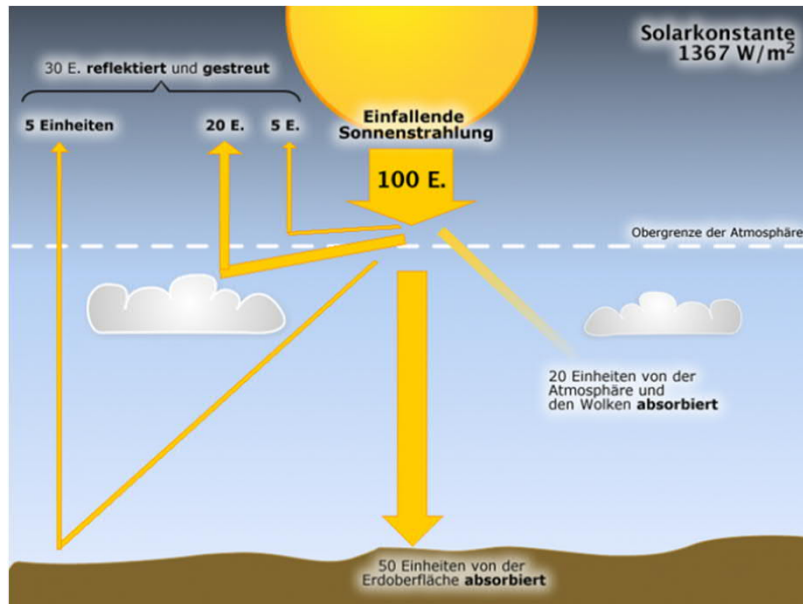 Solarkonstante
1367 W/m²
30 E. reflektiert und gestreut
5 Einheiten
20 E.
5 E.
Einfallende
Sonnenstrahlung
100 E.
Obergrenze der Atmosphäre
20 Einheiten von der
Atmosphäre und
den Wolken absorbiert
50 Einheiten von der
Erdoberfläche absorbiert